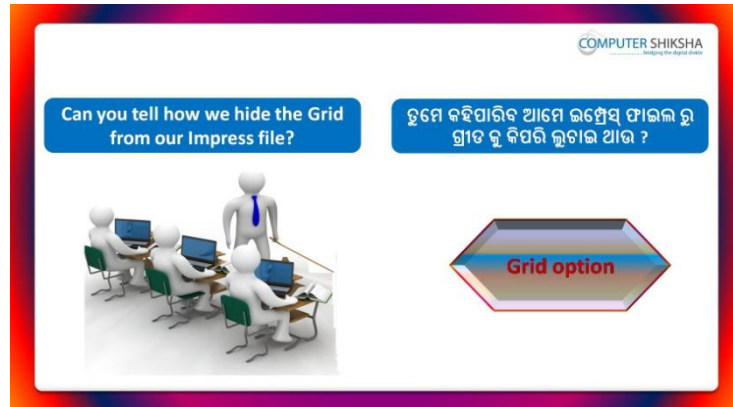 COMPUTER SHIKSHA
bridging the digital divide
Can you tell how we hide the Grid
from our Impress file?
ତୁମେ କହିପାରିବ ଆମେ ଇମ୍ପ୍ରେସ୍ ଫାଇଲ ରୁ
ଗ୍ରୀଡ କୁ କିପରି ଲୁଚାଇ ଥାଉ ?
Grid option